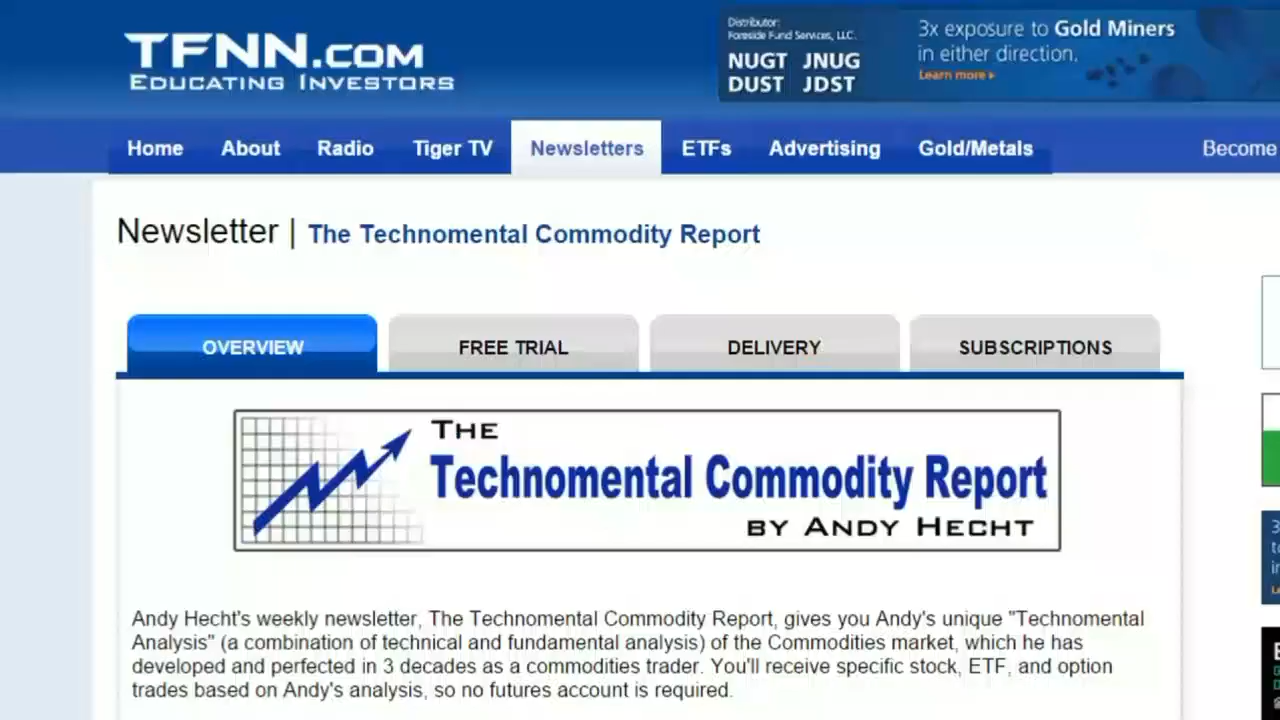 TFNN.COM
EDUCATING INVESTORS
Distributor:
Foreside Fund Services, LLC.
NUGT JNUG
DUST JDST
3x exposure to Gold Miners
in either direction.
Learn more
Home About Radio Tiger TV Newsletters ETFs Advertising Gold/Metals Become
Newsletter | The Technomental Commodity Report
OVERVIEW FREE TRIAL DELIVERY SUBSCRIPTIONS
THE
Technomental Commodity Report
BY ANDY HECHT
Andy Hecht's weekly newsletter, The Technomental Commodity Report, gives you Andy's unique "Technomental
Analysis" (a combination of technical and fundamental analysis) of the Commodities market, which he has
developed and perfected in 3 decades as a commodities trader. You'll receive specific stock, ETF, and option
trades based on Andy's analysis, so no futures account is required.